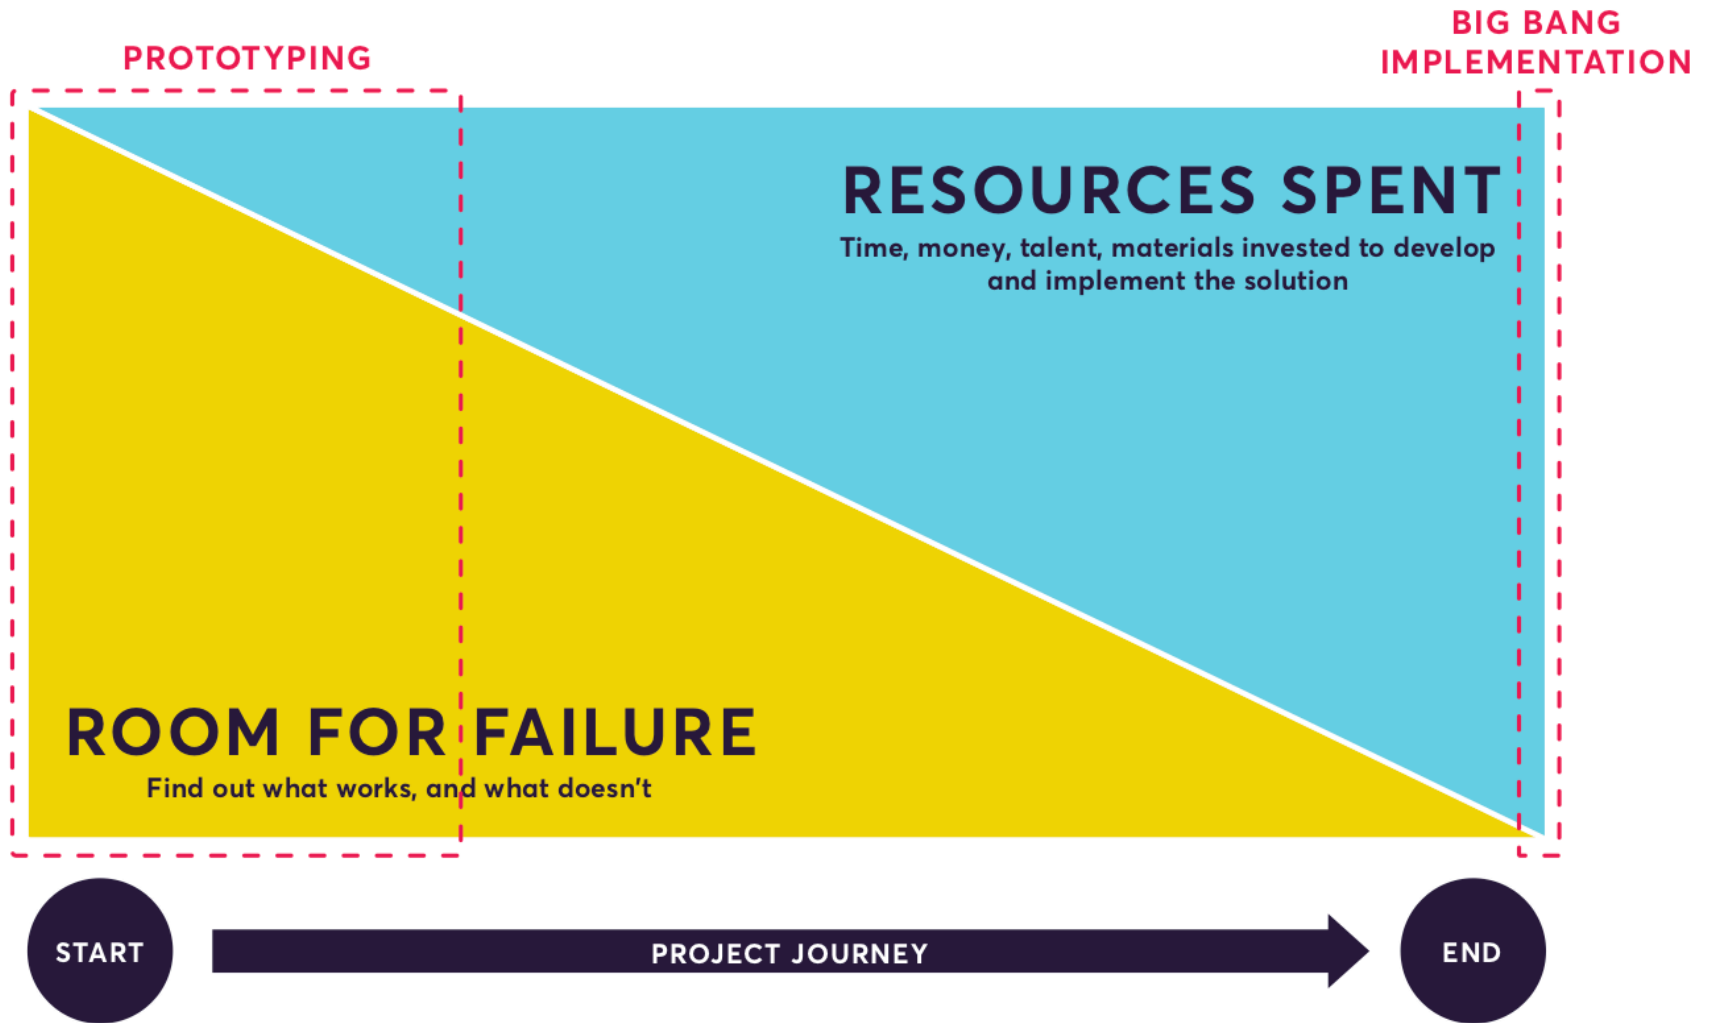 PROTOTYPING
BIG BANG
IMPLEMENTATION
RESOURCES SPENT
Time, money, talent, materials invested to develop
and implement the solution
ROOM FOR FAILURE
Find out what works, and what doesn’t
START
PROJECT JOURNEY
END